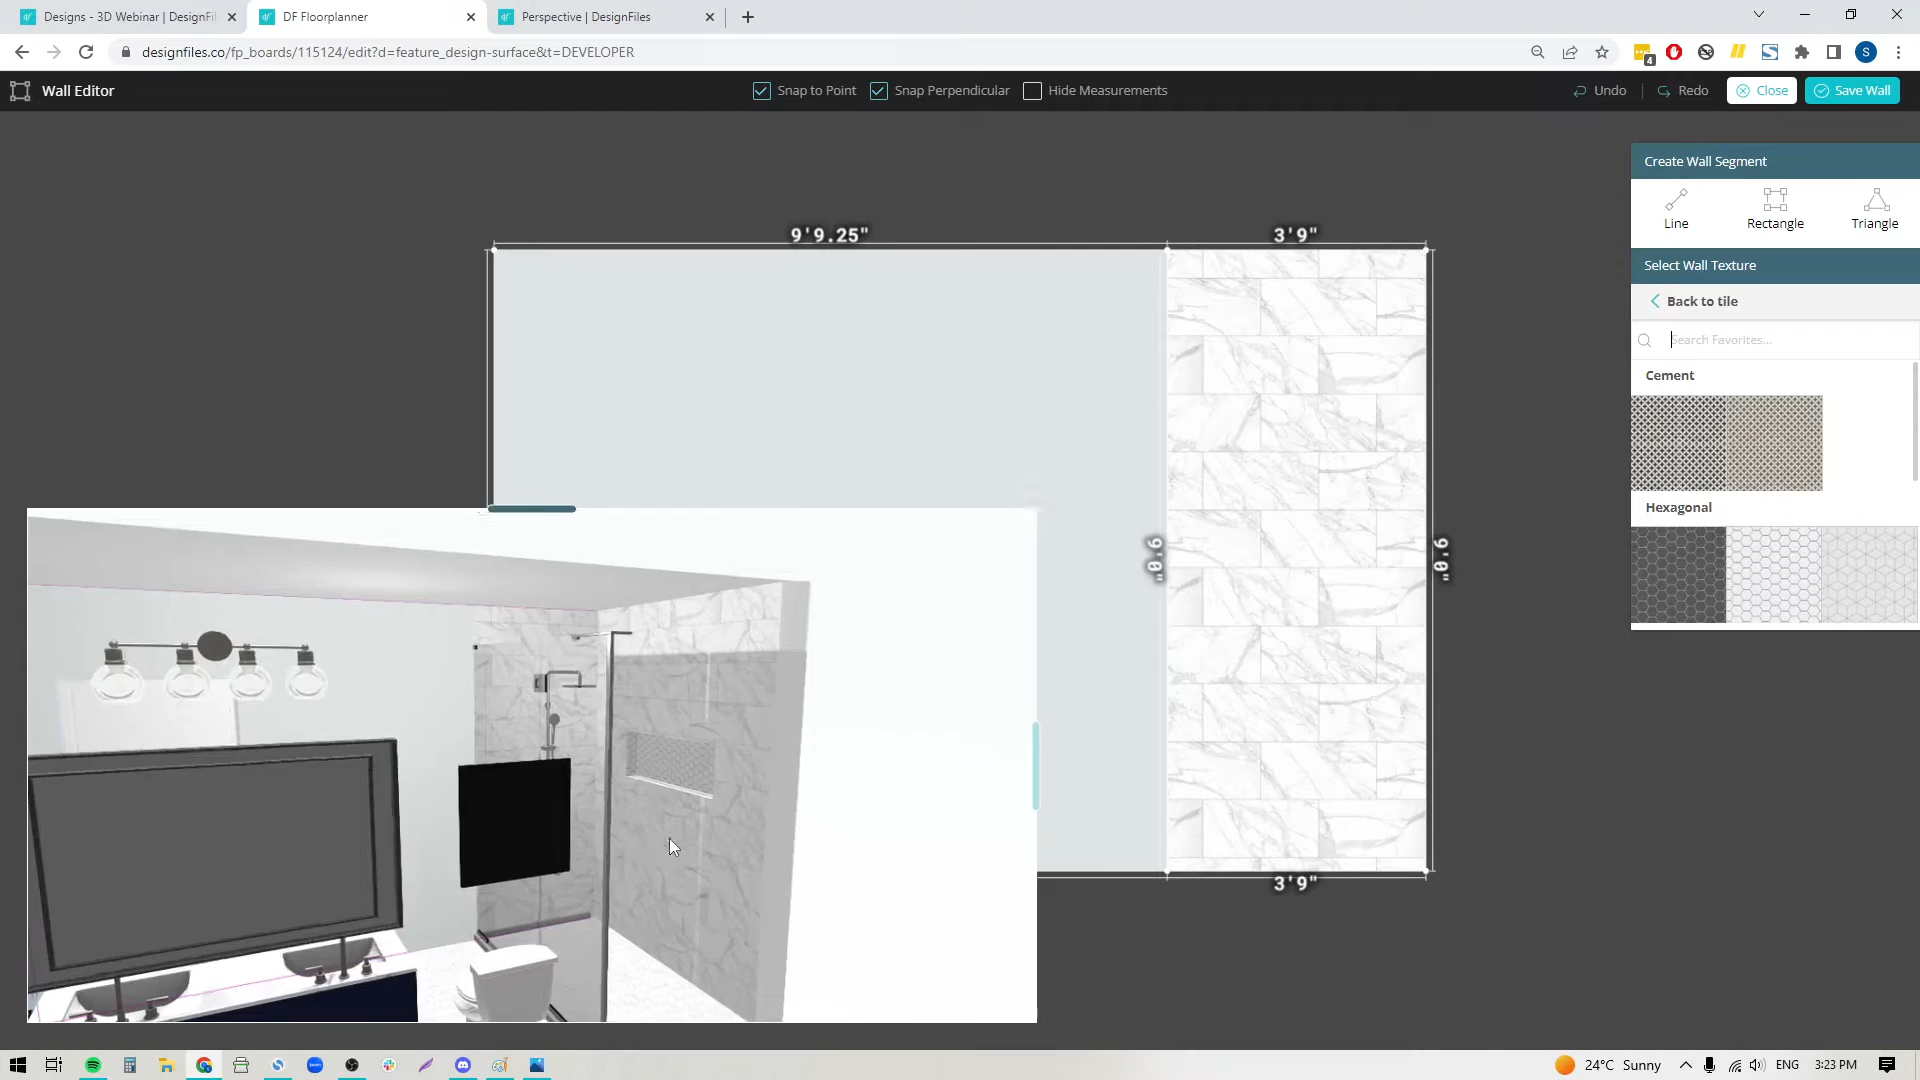 Designs - 3D Webinar | DesignFi
DF Floorplanner
Perspective | DesignFiles
designfiles.co/fp_boards/115124/edit?d=feature_design-surface&t=DEVELOPER
4
S
Wall Editor
Snap to Point
Snap Perpendicular
Hide Measurements
Undo
Redo
Close
Save Wall
Create Wall Segment
Line
Rectangle
Triangle
Select Wall Texture
Back to tile
Search Favorites...
Cement
Hexagonal
9'9.25"
3'9"
9'0"
9'0"
3'9"
24°C Sunny
ENG
3:23 PM